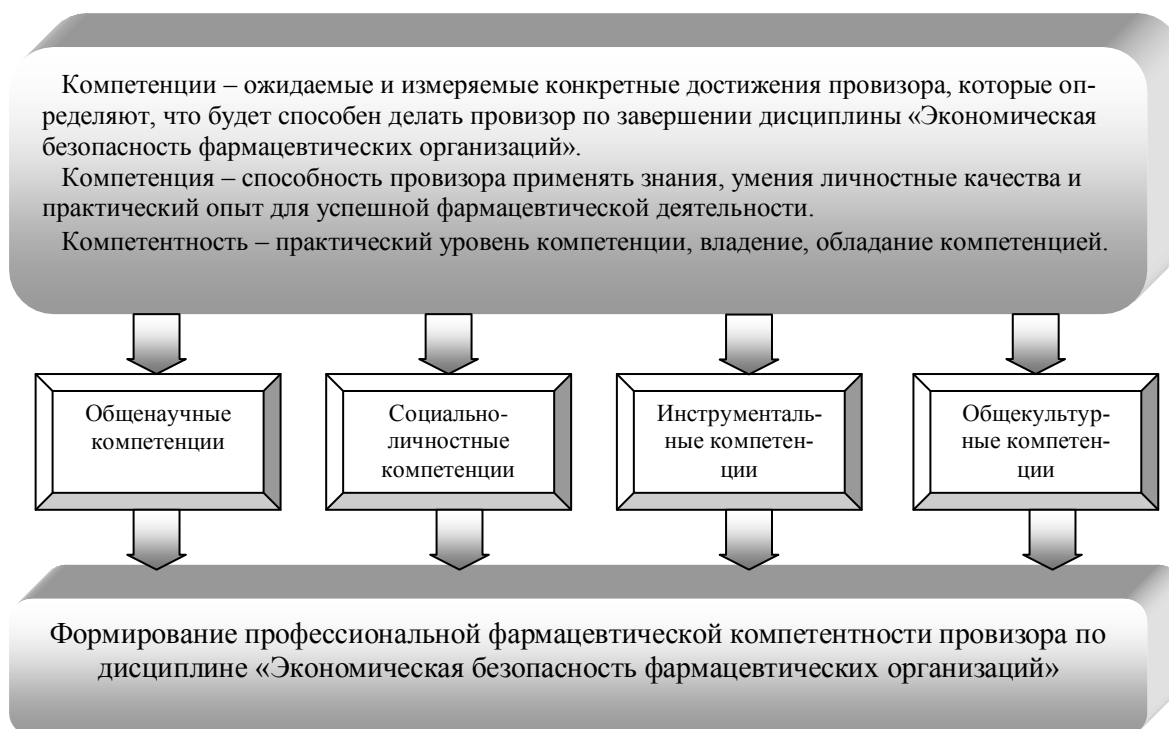 Компетенции – ожидаемые и измеряемые конкретные достижения провизора, которые оп-
ределяют, что будет способен делать провизор по завершении дисциплины «Экономическая
безопасность фармацевтических организаций».
Компетенция – способность провизора применять знания, умения личностные качества и
практический опыт для успешной фармацевтической деятельности.
Компетентность – практический уровень компетенции, владение, обладание компетенцией.
Общенаучные
компетенции
Социально-
личностные
компетенции
Инструменталь-
ные компетен-
ции
Общекультур-
ные компетен-
ции
Формирование профессиональной фармацевтической компетентности провизора по
дисциплине «Экономическая безопасность фармацевтических организаций»